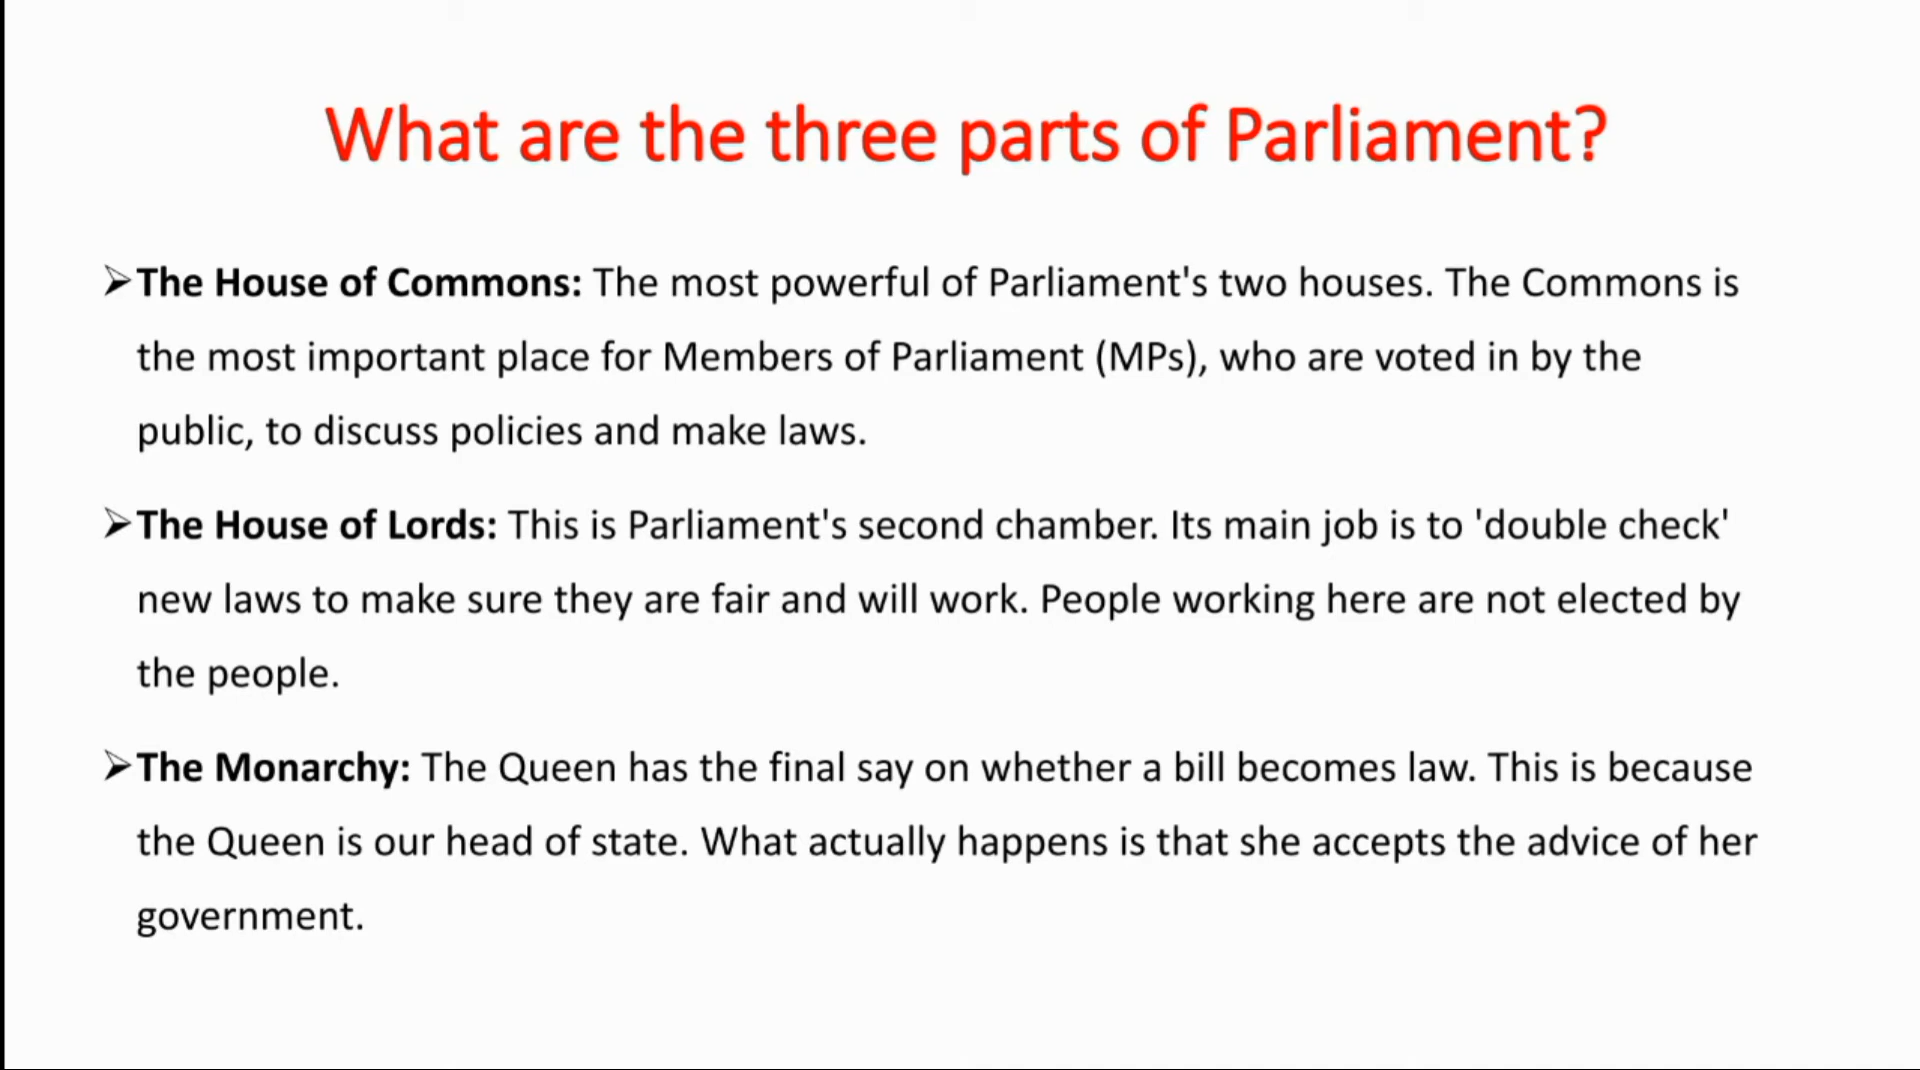 What are the three parts of Parliament?
➢The House of Commons: The most powerful of Parliament's two houses. The Commons is
the most important place for Members of Parliament (MPs), who are voted in by the
public, to discuss policies and make laws.
➢The House of Lords: This is Parliament's second chamber. Its main job is to 'double check'
new laws to make sure they are fair and will work. People working here are not elected by
the people.
➢The Monarchy: The Queen has the final say on whether a bill becomes law. This is because
the Queen is our head of state. What actually happens is that she accepts the advice of her
government.